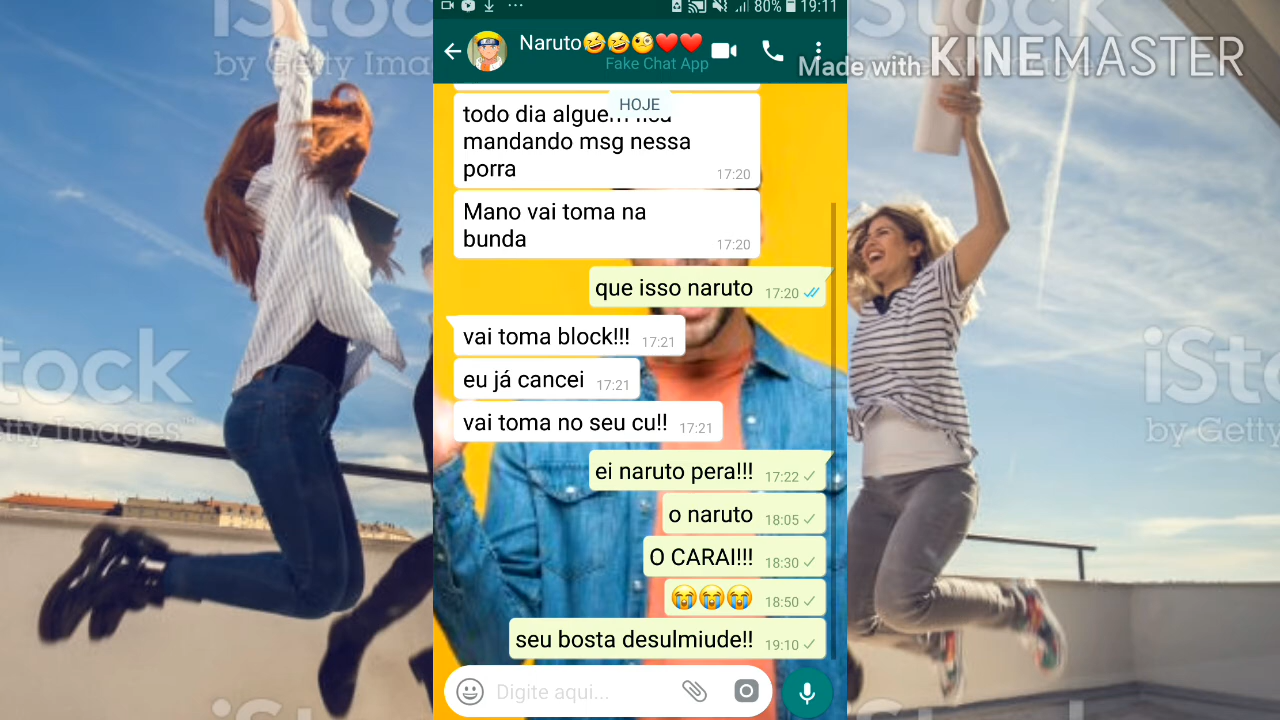 iStock
by Getty Images
80% 19:11
Naruto🤣🤣🧐❤️❤️
Fake Chat App
Made with KINEMASTER
HOJE
todo dia alguem
mandando msg nessa
porra 17:20
Mano vai toma na
bunda 17:20
que isso naruto 17:20
vai toma block!!! 17:21
eu já cancei 17:21
vai toma no seu cu!! 17:21
ei naruto pera!!! 17:22
o naruto 18:05
O CARAI!!! 18:30
😭😭😭 18:50
seu bosta desulmiude!! 19:10
Digite aqui...
Stock
Getty Images
iSto
by Getty
iStock